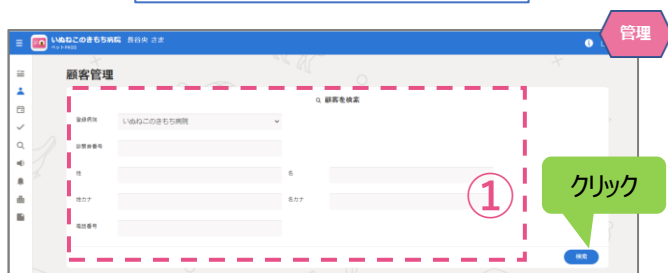 管理
いぬねこのきもち病院 長谷央 さま
ペットPASS
顧客管理
顧客を検索
登録病院
いぬねこのきもち病院
診察券番号
姓
名
姓カナ
名カナ
電話番号
①
クリック
検索